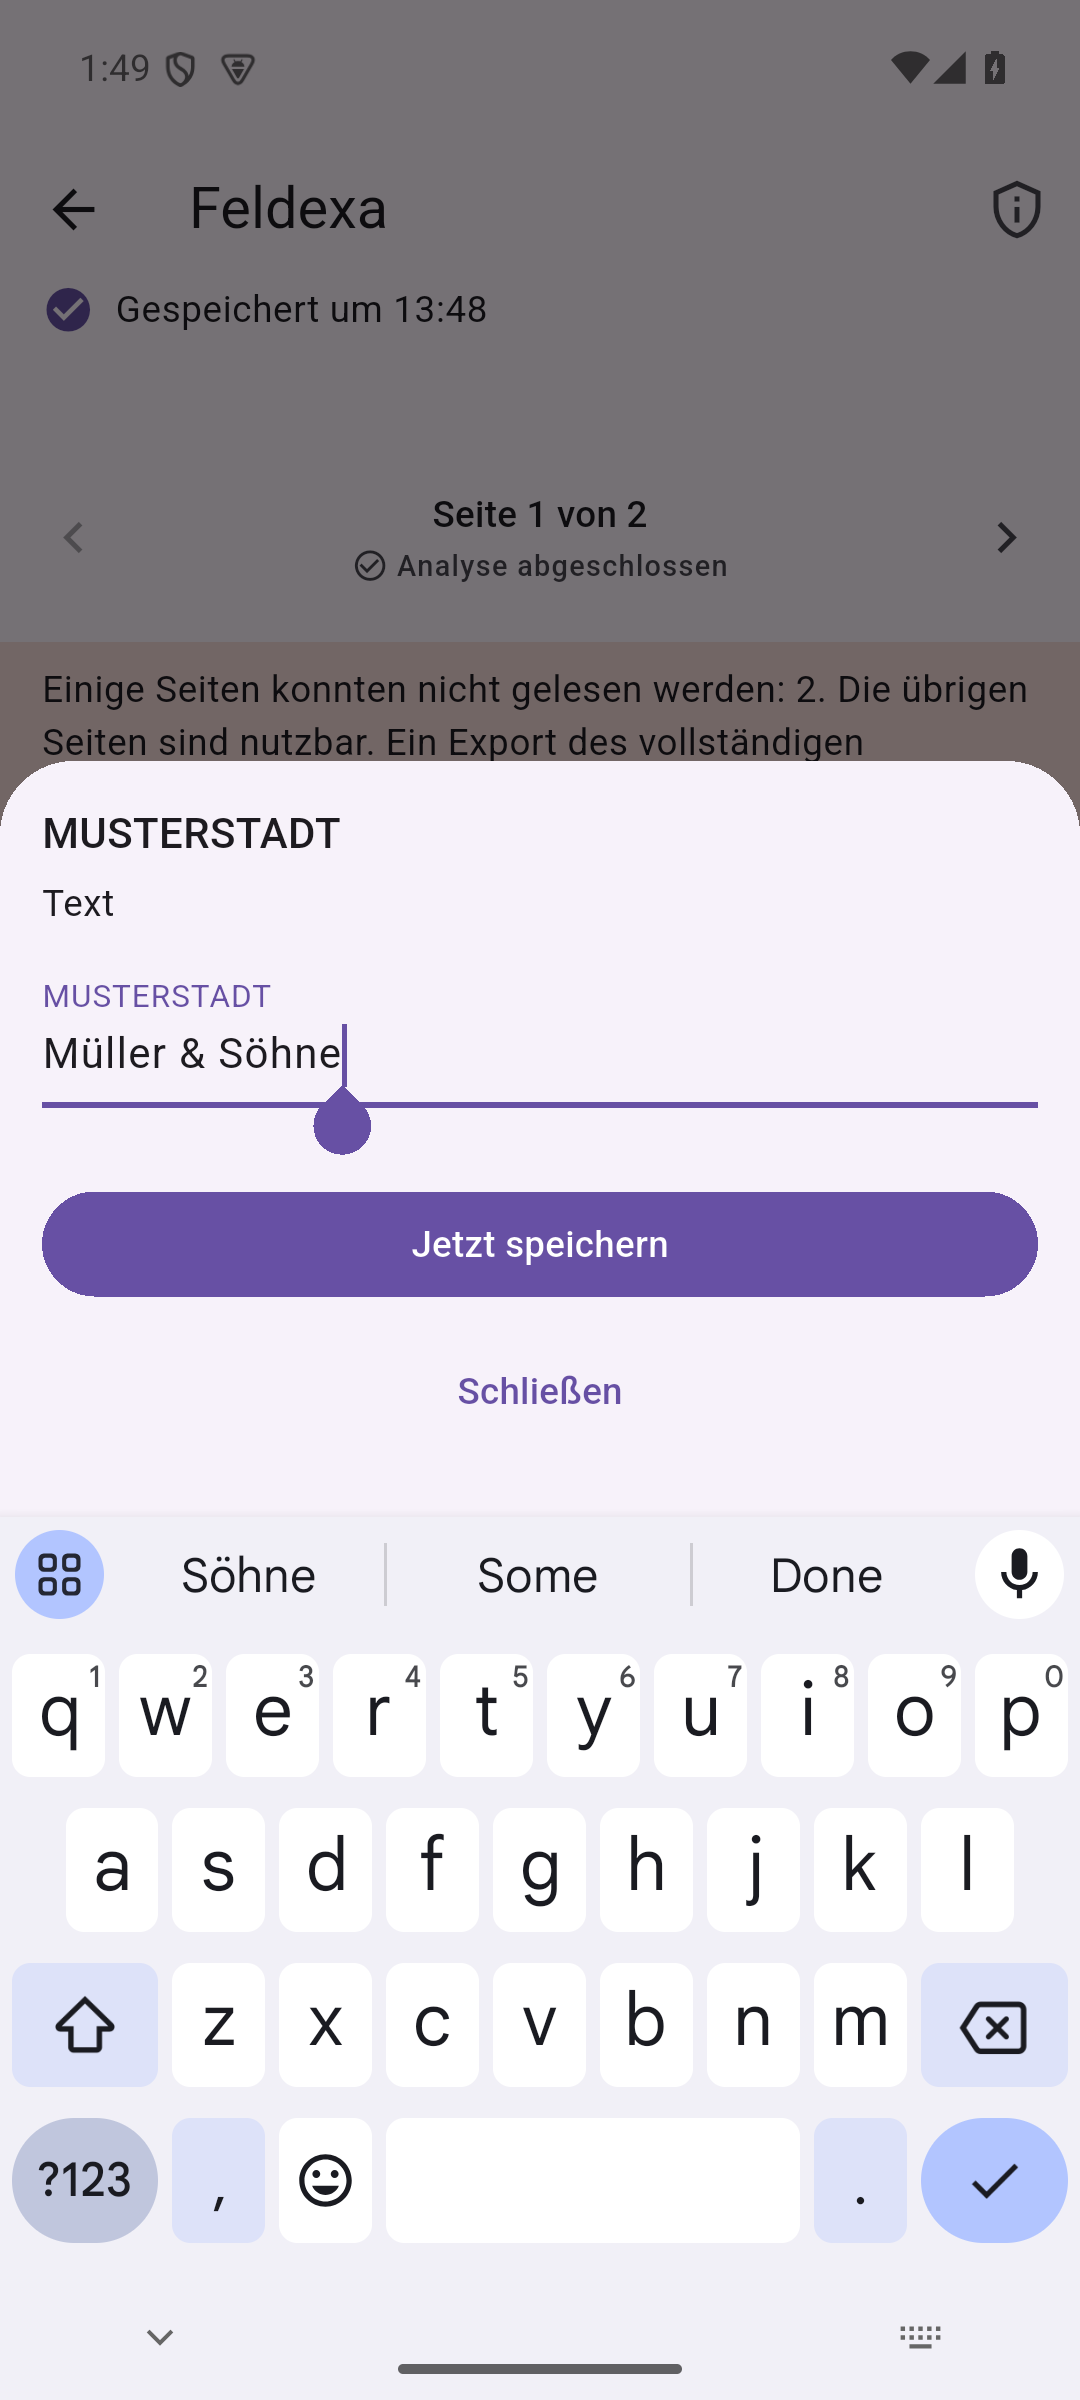 1:49
Feldexa
Gespeichert um 13:48
Seite 1 von 2
Analyse abgeschlossen
Einige Seiten konnten nicht gelesen werden: 2. Die übrigen
Seiten sind nutzbar. Ein Export des vollständigen
MUSTERSTADT
Text
MUSTERSTADT
Müller & Söhne
Jetzt speichern
Schließen
Söhne Some Done
q1 w2 e3 r4 t5 y6 u7 i8 o9 p0
a s d f g h j k l
z x c v b n m
?123 , .